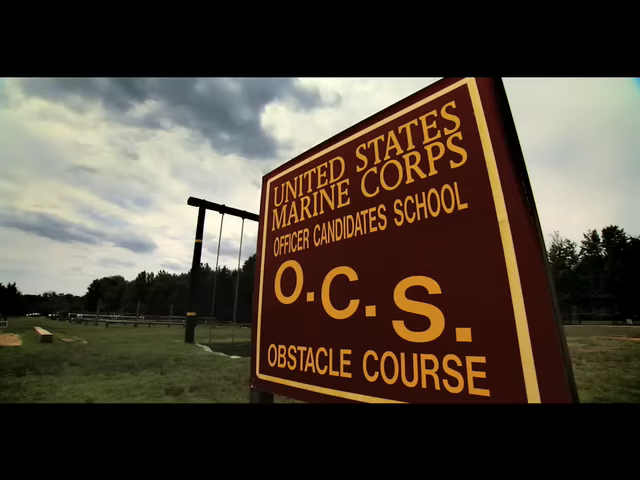 UNITED STATES
MARINE CORPS
OFFICER CANDIDATES SCHOOL
O.C.S.
OBSTACLE COURSE